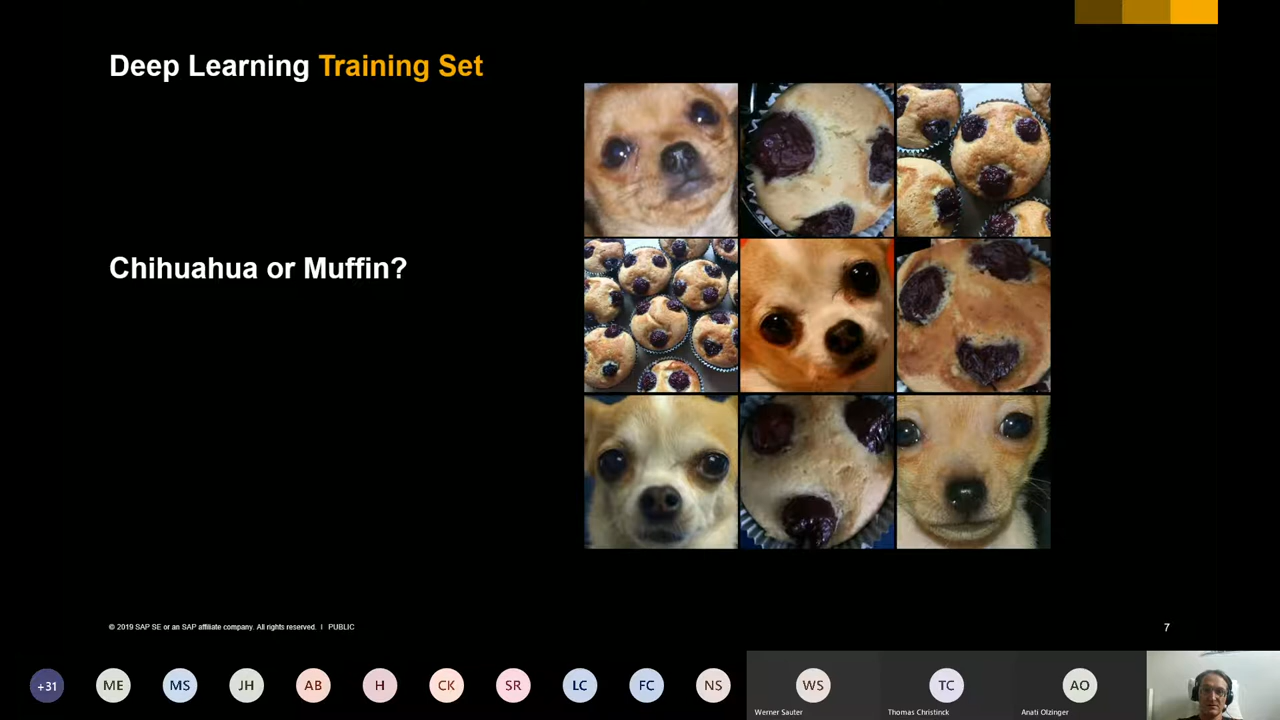 Deep Learning Training Set
Chihuahua or Muffin?
© 2019 SAP SE or an SAP affiliate company. All rights reserved. I PUBLIC
7
+31
ME
MS
JH
AB
H
CK
SR
LC
FC
NS
WS
TC
AO
Werner Sauter
Thomas Christinck
Anati Olzinger